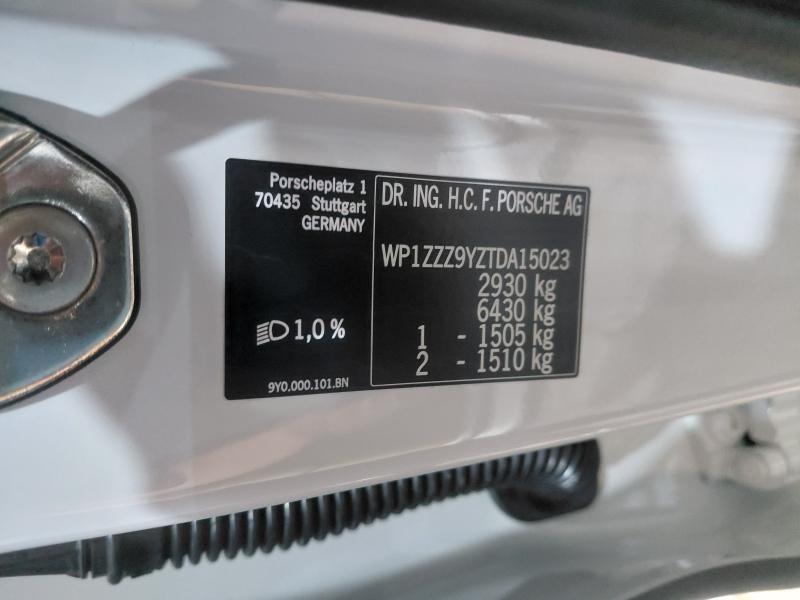 Porscheplatz 1
70435 Stuttgart
GERMANY
1,0 %
9Y0.000.101.BN
DR. ING. H.C. F. PORSCHE AG
WP1ZZZ9YZTDA15023
2930 kg
6430 kg
1 - 1505 kg
2 - 1510 kg